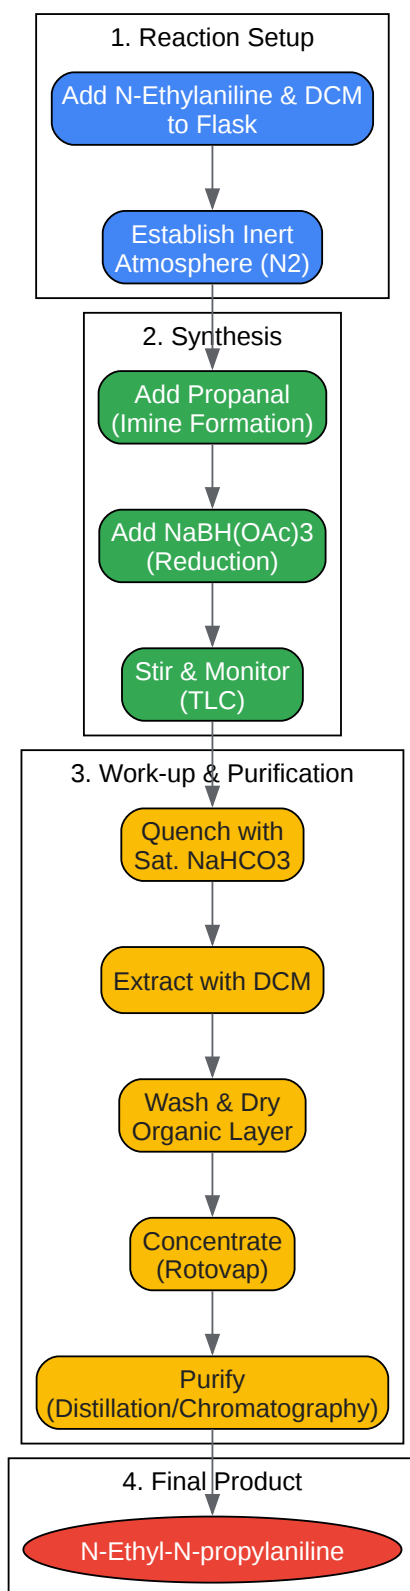 1. Reaction Setup
Add N-Ethylaniline & DCM
to Flask
Establish Inert
Atmosphere (N2)
2. Synthesis
Add Propanal
(Imine Formation)
Add NaBH(OAc)3
(Reduction)
Stir & Monitor
(TLC)
3. Work-up & Purification
Quench with
Sat. NaHCO3
Extract with DCM
Wash & Dry
Organic Layer
Concentrate
(Rotovap)
Purify
(Distillation/Chromatography)
4. Final Product
N-Ethyl-N-propylaniline